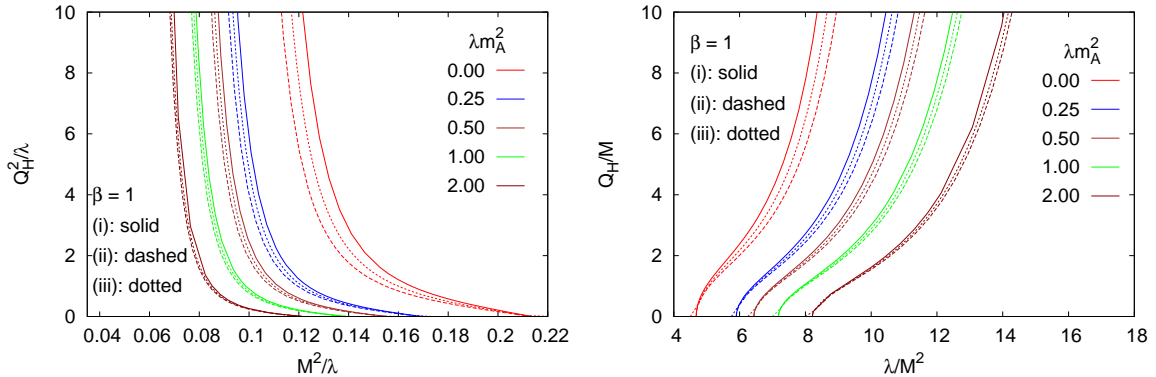 10
8
6
4
2
0
Q_H^2/λ
0.04
0.06
0.08
0.1
0.12
0.14
0.16
0.18
0.2
0.22
M^2/λ
λm_A^2
0.00
0.25
0.50
1.00
2.00
β = 1
(i): solid
(ii): dashed
(iii): dotted
10
8
6
4
2
0
Q_H/M
4
6
8
10
12
14
16
18
λ/M^2
β = 1
(i): solid
(ii): dashed
(iii): dotted
λm_A^2
0.00
0.25
0.50
1.00
2.00